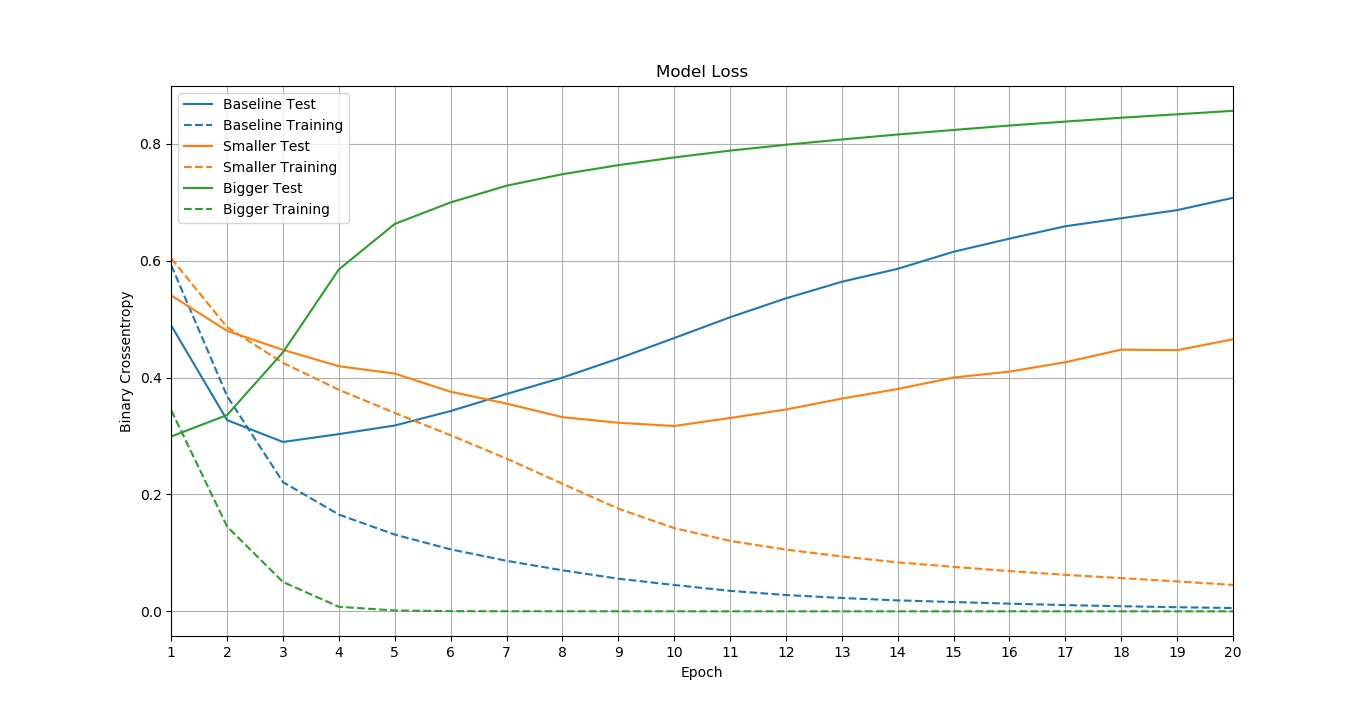 Model Loss
Baseline Test
Baseline Training
Smaller Test
Smaller Training
Bigger Test
Bigger Training
Binary Crossentropy
0.8
0.6
0.4
0.2
0.0
1 2 3 4 5 6 7 8 9 10 11 12 13 14 15 16 17 18 19 20
Epoch